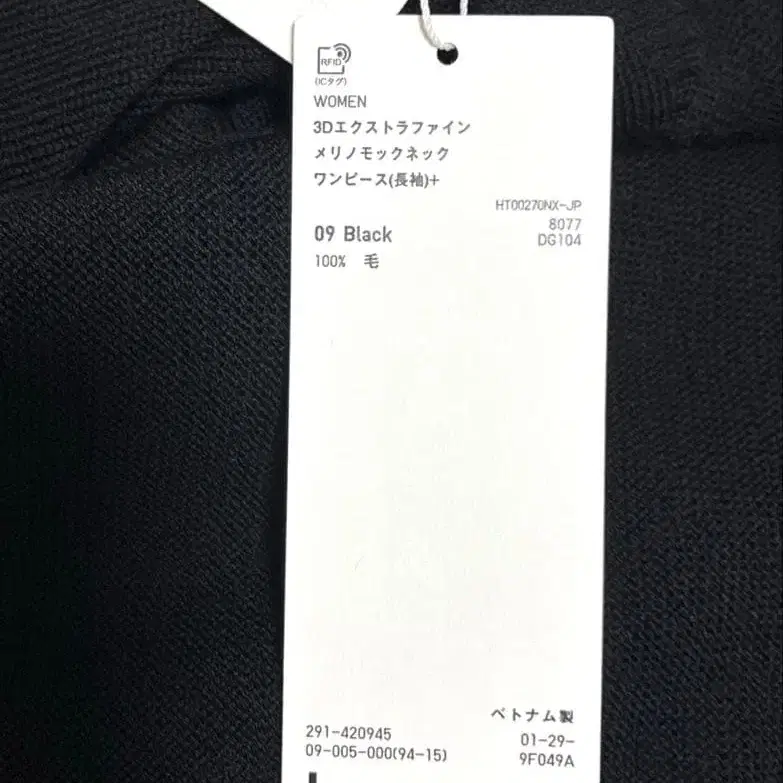 RFID
(ICタグ)
WOMEN
3Dエクストラファイン
メリノモックネック
ワンピース(長袖)+
HT00270NX-JP
8077
DG104
09 Black
100% 毛
ベトナム製
291-420945
09-005-000(94-15)
01-29-
9F049A